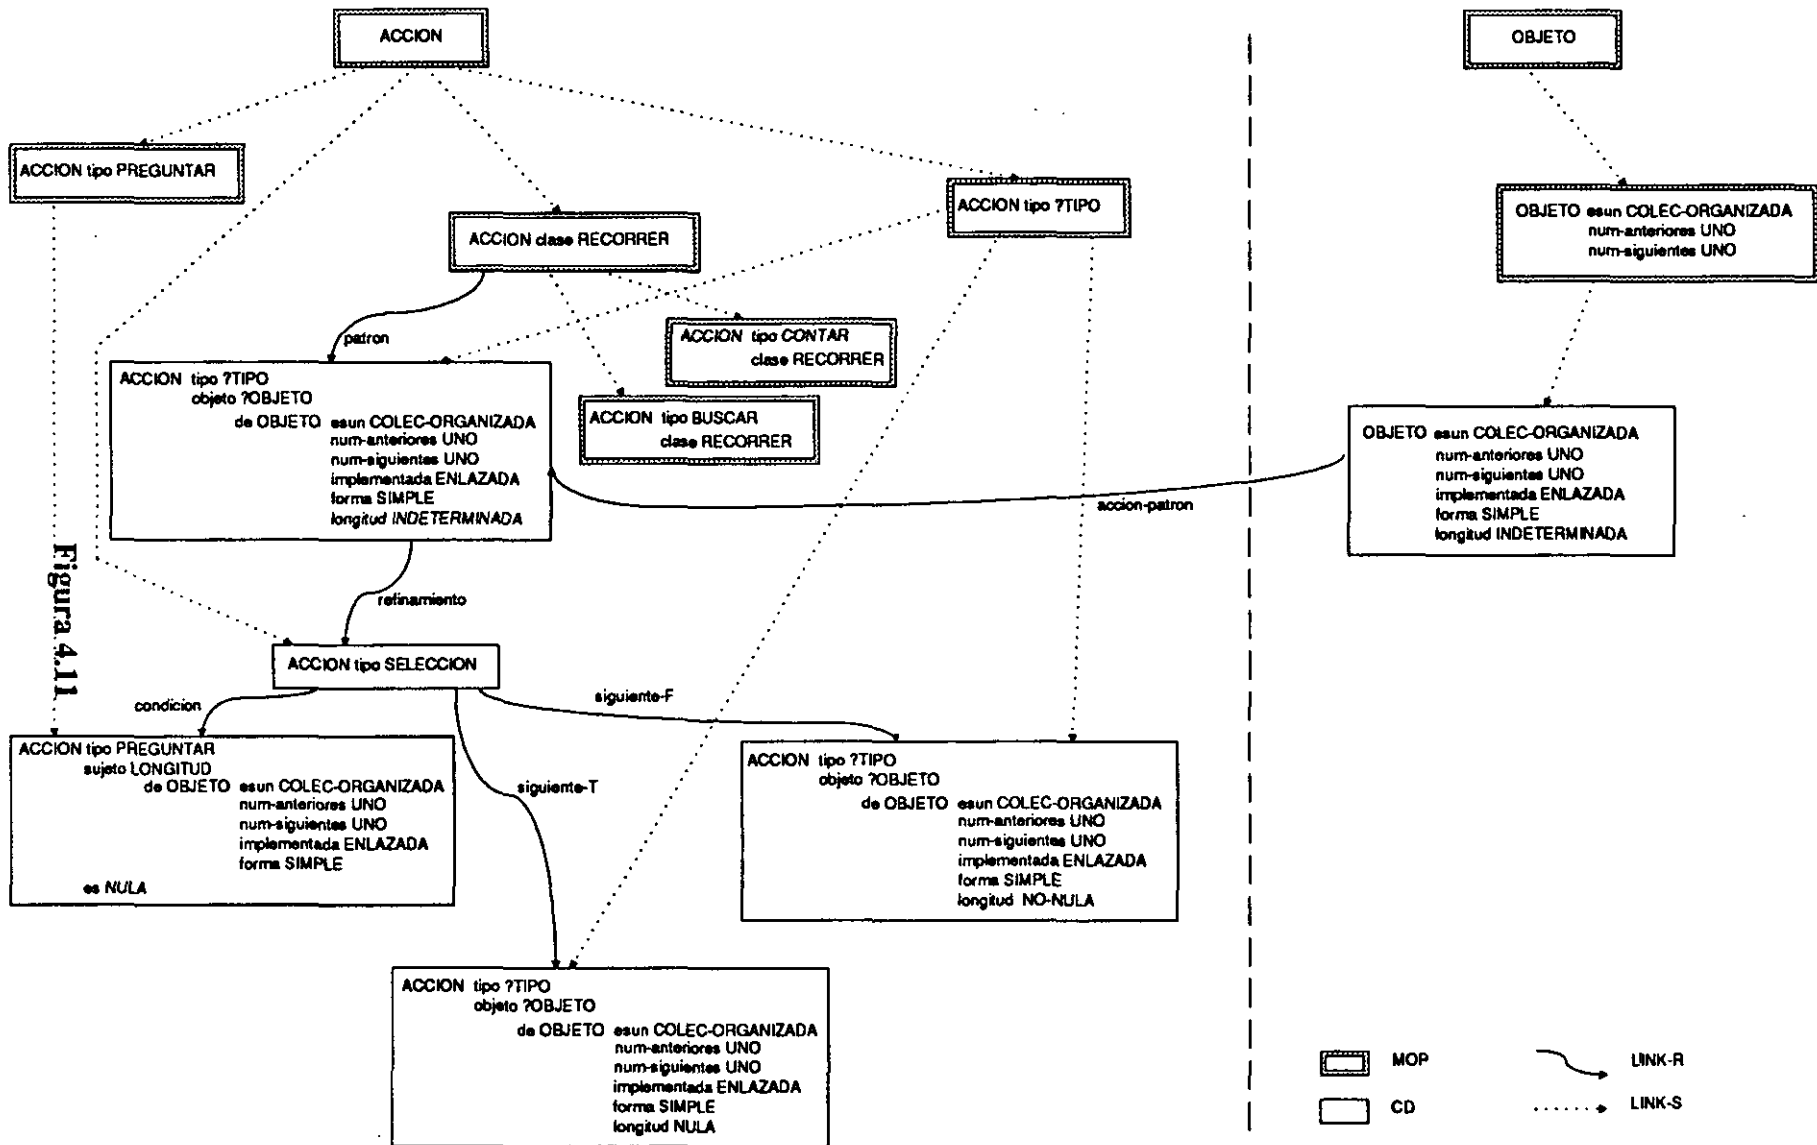 ACCION
OBJETO
ACCION tipo PREGUNTAR
ACCION clase RECORRER
ACCION tipo ?TIPO
OBJETO esun COLEC-ORGANIZADA
num-anteriores UNO
num-siguientes UNO
patron
ACCION tipo CONTAR
clase RECORRER
ACCION tipo BUSCAR
clase RECORRER
ACCION tipo ?TIPO
objeto ?OBJETO
de OBJETO esun COLEC-ORGANIZADA
num-anteriores UNO
num-siguientes UNO
implementada ENLAZADA
forma SIMPLE
longitud INDETERMINADA
accion-patron
OBJETO esun COLEC-ORGANIZADA
num-anteriores UNO
num-siguientes UNO
implementada ENLAZADA
forma SIMPLE
longitud INDETERMINADA
Figura 4.11
refinamiento
ACCION tipo SELECCION
condicion
siguiente-T
siguiente-F
ACCION tipo PREGUNTAR
sujeto LONGITUD
de OBJETO esun COLEC-ORGANIZADA
num-anteriores UNO
num-siguientes UNO
implementada ENLAZADA
forma SIMPLE
es NULA
ACCION tipo ?TIPO
objeto ?OBJETO
de OBJETO esun COLEC-ORGANIZADA
num-anteriores UNO
num-siguientes UNO
implementada ENLAZADA
forma SIMPLE
longitud NO-NULA
ACCION tipo ?TIPO
objeto ?OBJETO
de OBJETO esun COLEC-ORGANIZADA
num-anteriores UNO
num-siguientes UNO
implementada ENLAZADA
forma SIMPLE
longitud NULA
MOP
LINK-R
CD
LINK-S